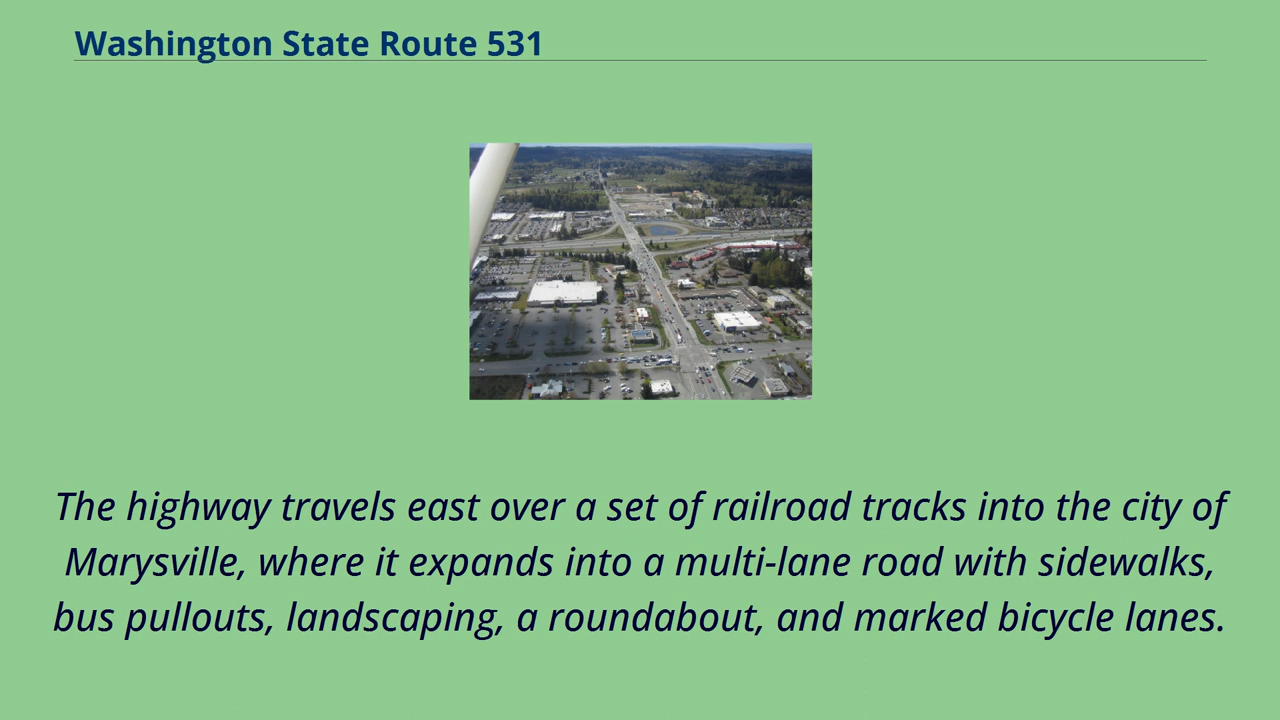 Washington State Route 531
The highway travels east over a set of railroad tracks into the city of
Marysville, where it expands into a multi-lane road with sidewalks,
bus pullouts, landscaping, a roundabout, and marked bicycle lanes.